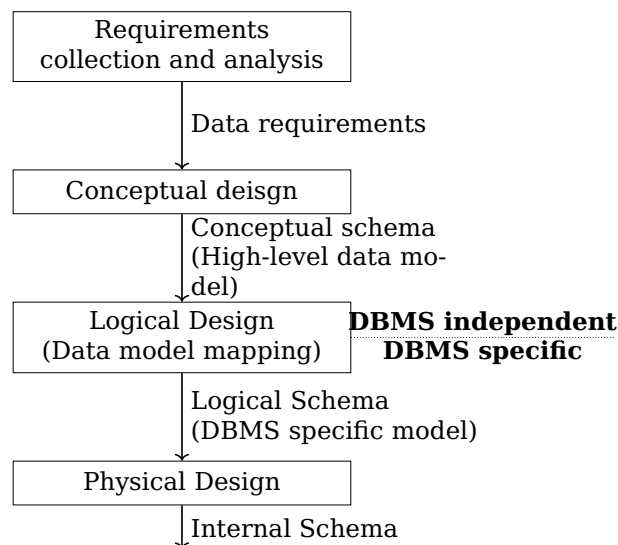 Requirements
collection and analysis
Data requirements
Conceptual deisgn
Conceptual schema
(High-level data mo-
del)
Logical Design
(Data model mapping)
DBMS independent
DBMS specific
Logical Schema
(DBMS specific model)
Physical Design
Internal Schema